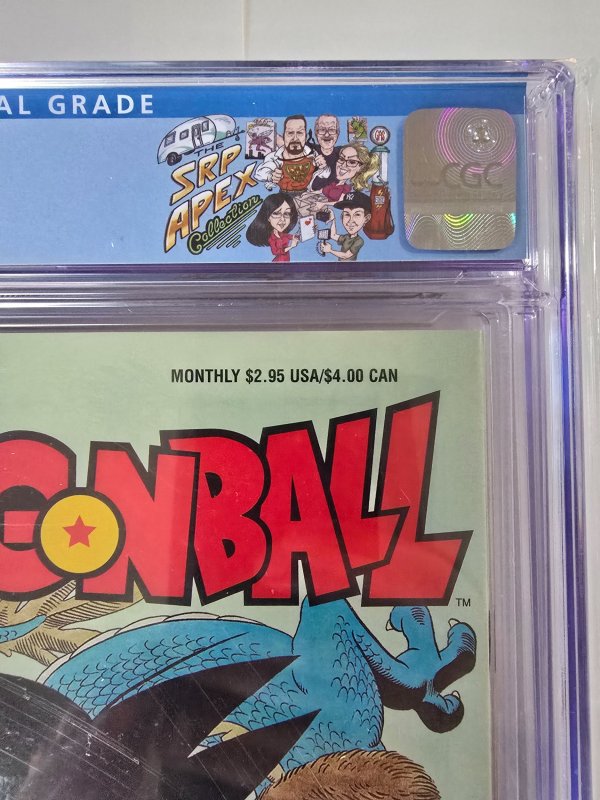 AL GRADE
THE
SRP
APEX
Collection
CGC
MONTHLY $2.95 USA/$4.00 CAN
GONBALL
TM